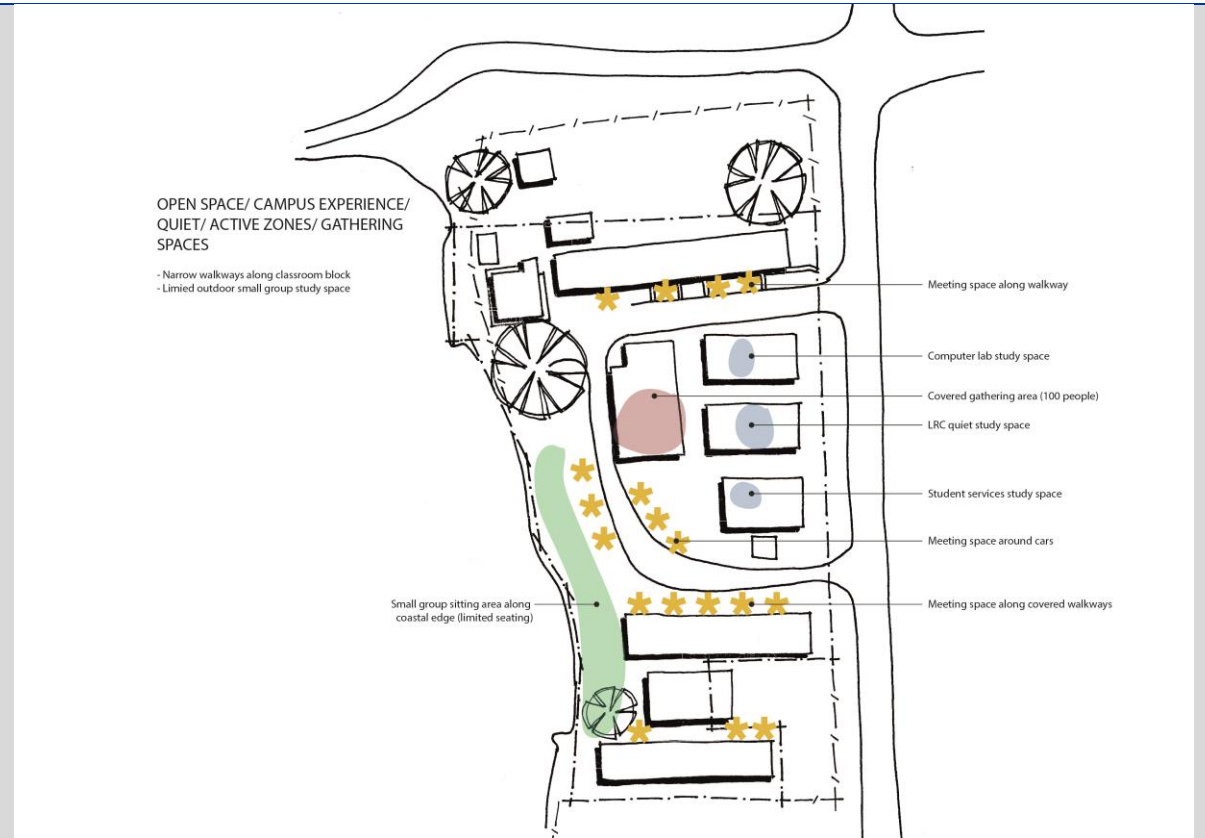 OPEN SPACE/ CAMPUS EXPERIENCE/
QUIET/ ACTIVE ZONES/ GATHERING
SPACES
- Narrow walkways along classroom block
- Limied outdoor small group study space
Meeting space along walkway
Computer lab study space
Covered gathering area (100 people)
LRC quiet study space
Student services study space
Meeting space around cars
Small group sitting area along
coastal edge (limited seating)
Meeting space along covered walkways